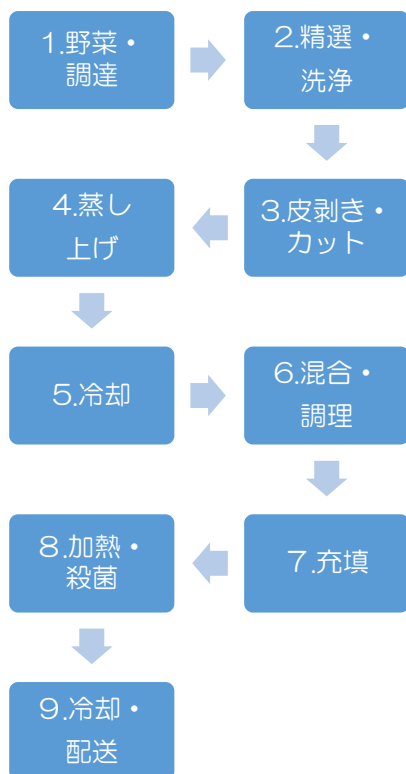 1.野菜・
調達
2.精選・
洗浄
3.皮剥き・
カット
4.蒸し
上げ
5.冷却
6.混合・
調理
7.充填
8.加熱・
殺菌
9.冷却・
配送